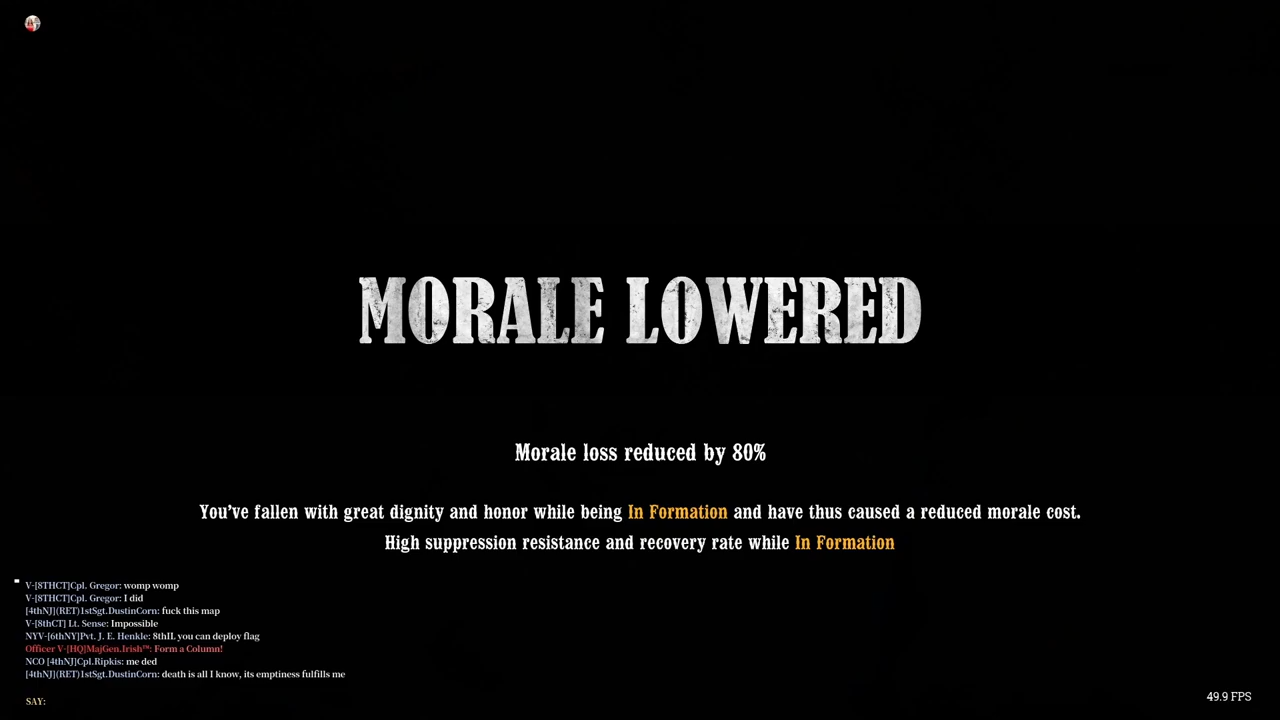 MORALE LOWERED
Morale loss reduced by 80%
You've fallen with great dignity and honor while being In Formation and have thus caused a reduced morale cost.
High suppression resistance and recovery rate while In Formation
V-[8THCT]Cpl. Gregor: womp womp
V-[8THCT]Cpl. Gregor: I did
[4thNJ](RET)1stSgt.DustinCorn: fuck this map
V-[8thCT] Lt. Sense: Impossible
NYV-[6thNY]Pvt. J. E. Henkle: 8thIL you can deploy flag
Officer V-[HQ]MajGen.Irish™: Form a Column!
NCO [4thNJ]Cpl.Ripkis: me ded
[4thNJ](RET)1stSgt.DustinCorn: death is all I know, its emptiness fulfills me
SAY:
49.9 FPS